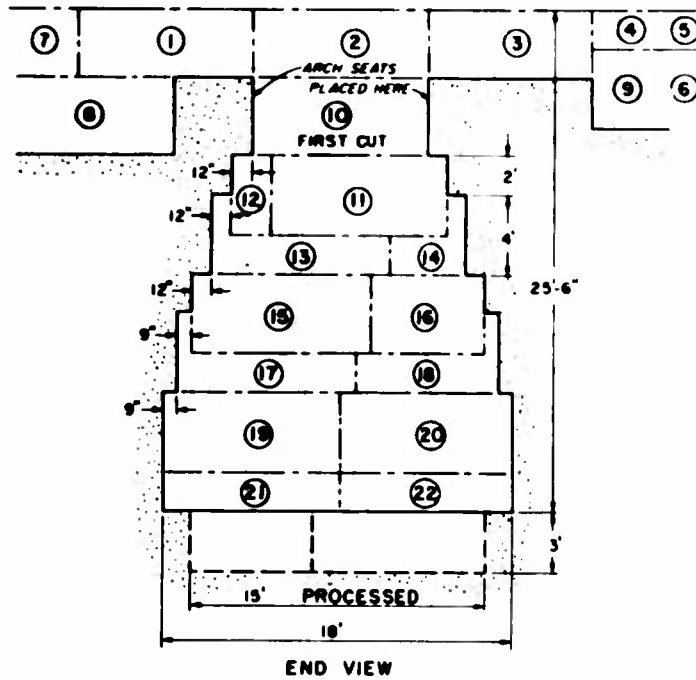 7 1 2 3 4 5
ARCH SEATS
PLACED HERE
8 10 9 6
FIRST CUT
12" 2'
12 11
12" 4'
13 14
12" 25'-6"
15 16
9"
17 18
9"
19 20
21 22
3'
15' PROCESSED
18'
END VIEW